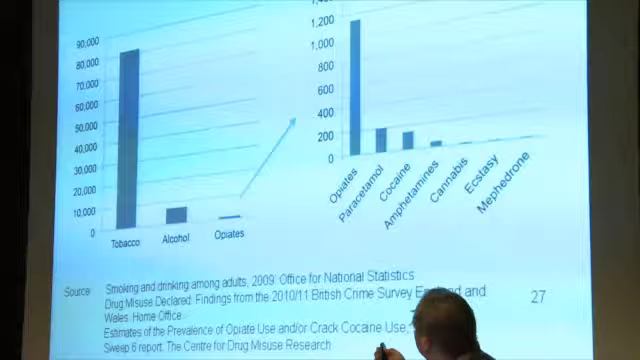 90,000
80,000
70,000
60,000
50,000
40,000
30,000
20,000
10,000
0
Tobacco Alcohol Opiates
1,200
1,000
800
600
400
200
0
Opiates
Paracetamol
Cocaine
Amphetamines
Cannabis
Ecstasy
Mephedrone
Source: Smoking and drinking among adults, 2009: Office for National Statistics
Drug Misuse Declared: Findings from the 2010/11 British Crime Survey and
Wales. Home Office
Estimates of the Prevalence of Opiate Use and/or Crack Cocaine Use,
Sweep 6 report. The Centre for Drug Misuse Research
27